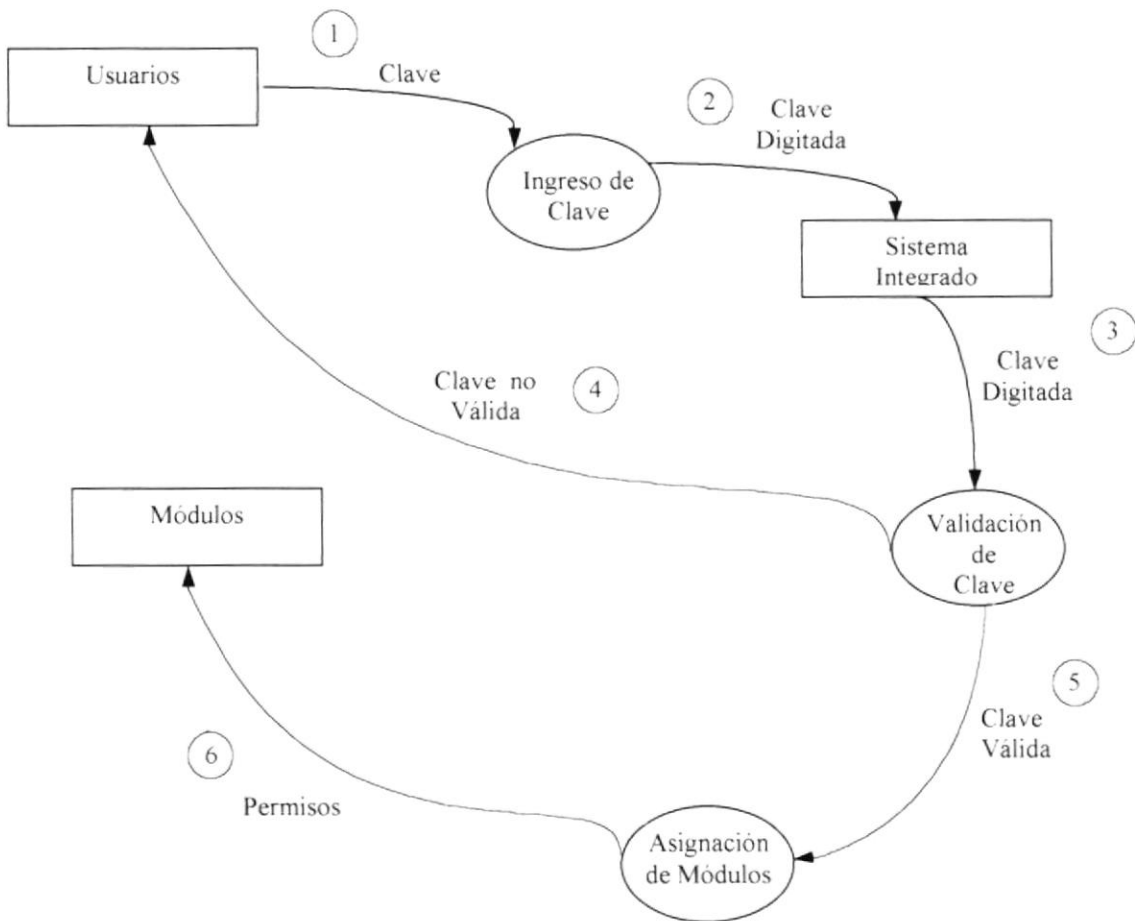 1
Usuarios
Clave
2
Clave
Digitada
Ingreso de
Clave
Sistema
Integrado
3
Clave
Digitada
Clave no
Válida
4
Módulos
Validación
de
Clave
5
Clave
Válida
6
Permisos
Asignación
de Módulos